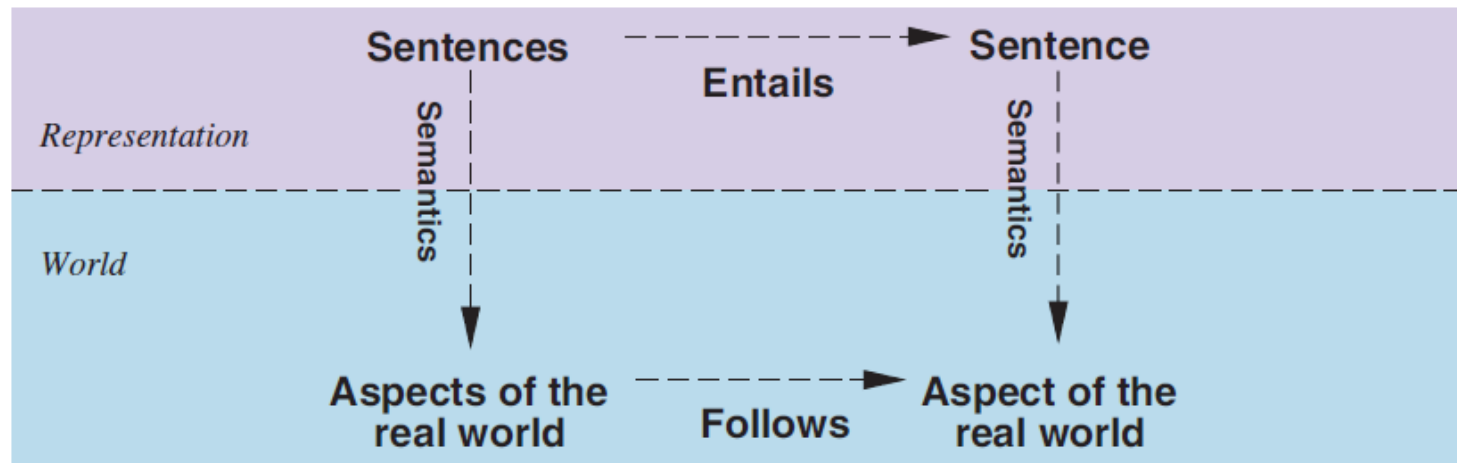 Sentences
Sentence
Entails
Semantics
Semantics
Representation
World
Aspects of the
real world
Follows
Aspect of the
real world